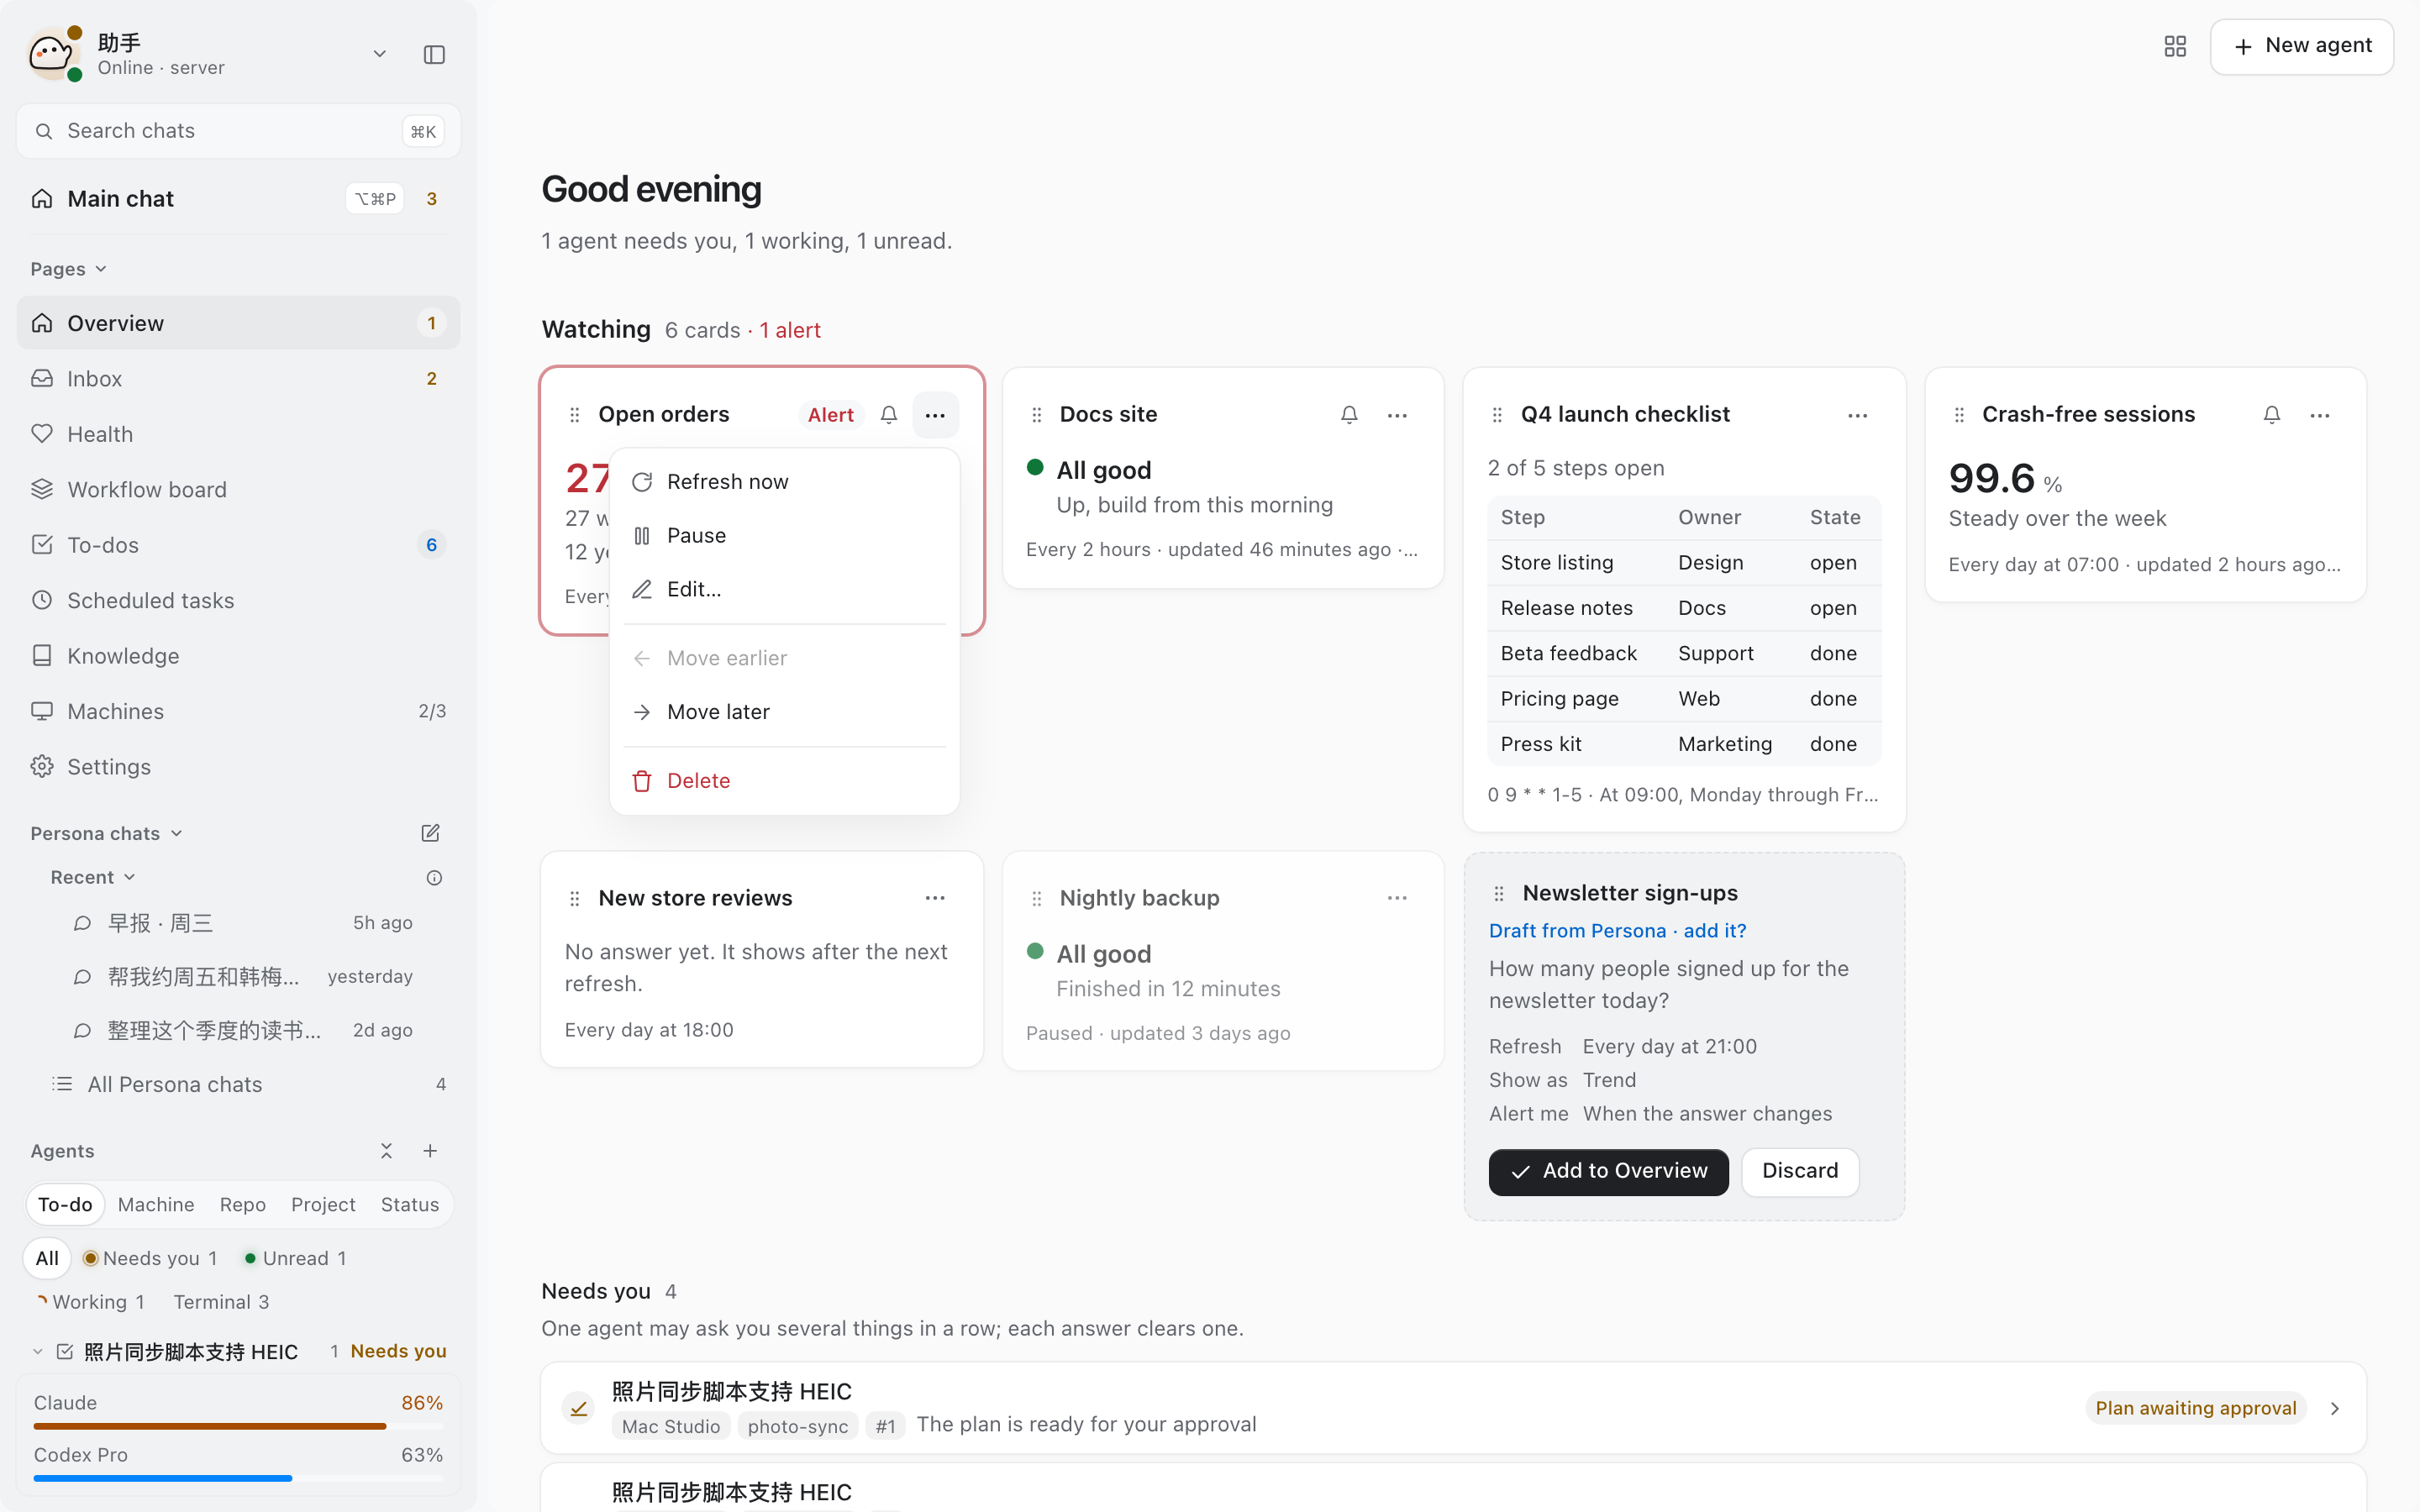 助手
Online · server
Search chats ⌘K
Main chat ⌥⌘P 3
Pages
Overview 1
Inbox 2
Health
Workflow board
To-dos 6
Scheduled tasks
Knowledge
Machines 2/3
Settings
Persona chats
Recent
早报 · 周三 5h ago
帮我约周五和韩梅... yesterday
整理这个季度的读书... 2d ago
All Persona chats 4
Agents
To-do Machine Repo Project Status
All Needs you 1 Unread 1
Working 1 Terminal 3
照片同步脚本支持 HEIC 1 Needs you
Claude 86%
Codex Pro 63%
New agent
Good evening
1 agent needs you, 1 working, 1 unread.
Watching 6 cards · 1 alert
Open orders Alert
27
27 w
12 y
Every
Refresh now
Pause
Edit...
Move earlier
Move later
Delete
Docs site
All good
Up, build from this morning
Every 2 hours · updated 46 minutes ago ·...
Q4 launch checklist
2 of 5 steps open
Step Owner State
Store listing Design open
Release notes Docs open
Beta feedback Support done
Pricing page Web done
Press kit Marketing done
0 9 * * 1-5 · At 09:00, Monday through Fr...
Crash-free sessions
99.6 %
Steady over the week
Every day at 07:00 · updated 2 hours ago...
New store reviews
No answer yet. It shows after the next
refresh.
Every day at 18:00
Nightly backup
All good
Finished in 12 minutes
Paused · updated 3 days ago
Newsletter sign-ups
Draft from Persona · add it?
How many people signed up for the
newsletter today?
Refresh Every day at 21:00
Show as Trend
Alert me When the answer changes
Add to Overview Discard
Needs you 4
One agent may ask you several things in a row; each answer clears one.
照片同步脚本支持 HEIC
Mac Studio photo-sync #1 The plan is ready for your approval
Plan awaiting approval
照片同步脚本支持 HEIC